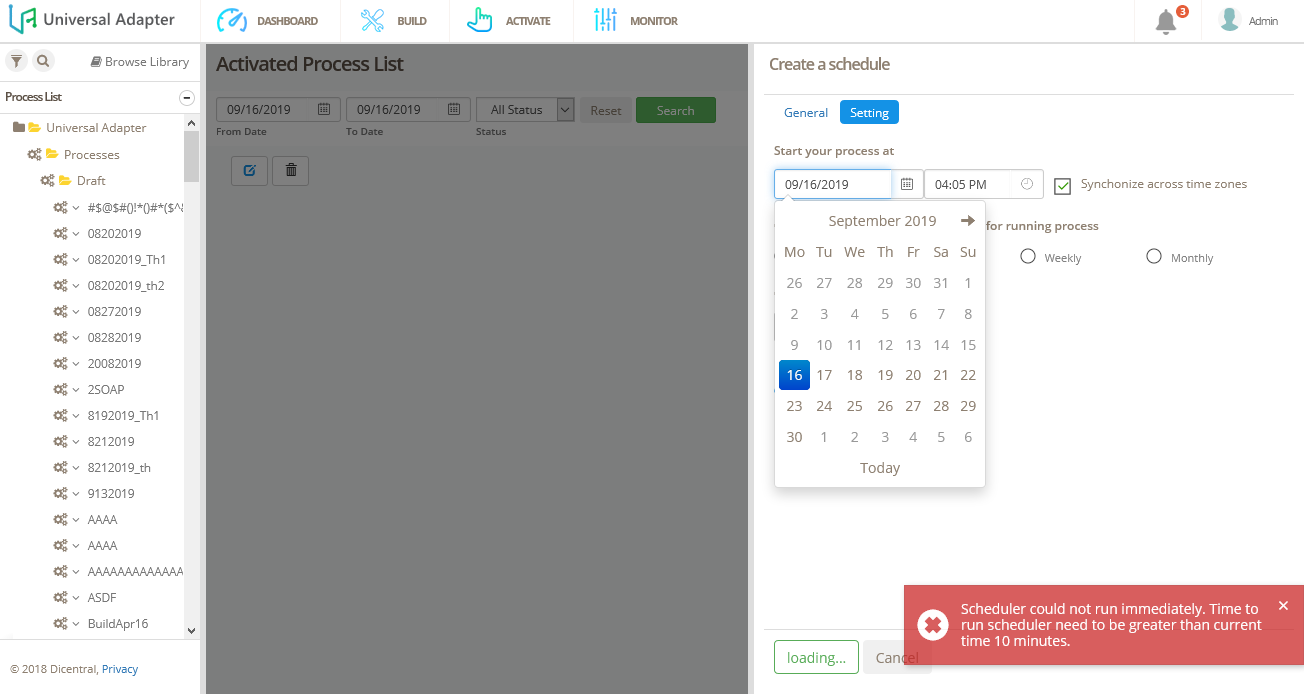 Universal Adapter
DASHBOARD
BUILD
ACTIVATE
MONITOR
3
Admin
Browse Library
Process List
Universal Adapter
Processes
Draft
#$@$#()!*()#*($^&
08202019
08202019_Th1
08202019_th2
08272019
08282019
20082019
2SOAP
8192019_Th1
8212019
8212019_th
9132019
AAAA
AAAA
AAAAAAAAAAAAA
ASDF
BuildApr16
© 2018 Dicentral, Privacy
Activated Process List
09/16/2019 09/16/2019 All Status Reset Search
From Date To Date Status
Create a schedule
General Setting
Start your process at
09/16/2019 04:05 PM Synchonize across time zones
for running process
Weekly Monthly
September 2019
Mo Tu We Th Fr Sa Su
26 27 28 29 30 31 1
2 3 4 5 6 7 8
9 10 11 12 13 14 15
16 17 18 19 20 21 22
23 24 25 26 27 28 29
30 1 2 3 4 5 6
Today
Scheduler could not run immediately. Time to
run scheduler need to be greater than current
time 10 minutes.
loading... Cancel